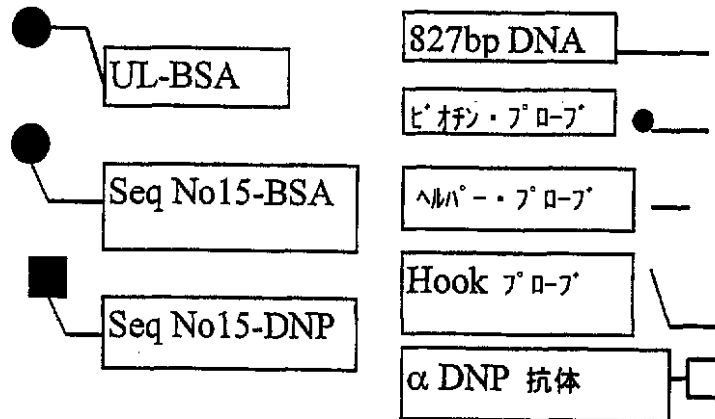 UL-BSA
Seq No15-BSA
Seq No15-DNP
827bp DNA
ﾋﾞｵﾁﾝ・ﾌﾟﾛｰﾌﾞ
ﾍﾙﾊﾟｰ・ﾌﾟﾛｰﾌﾞ
Hook ﾌﾟﾛｰﾌﾞ
α DNP 抗体